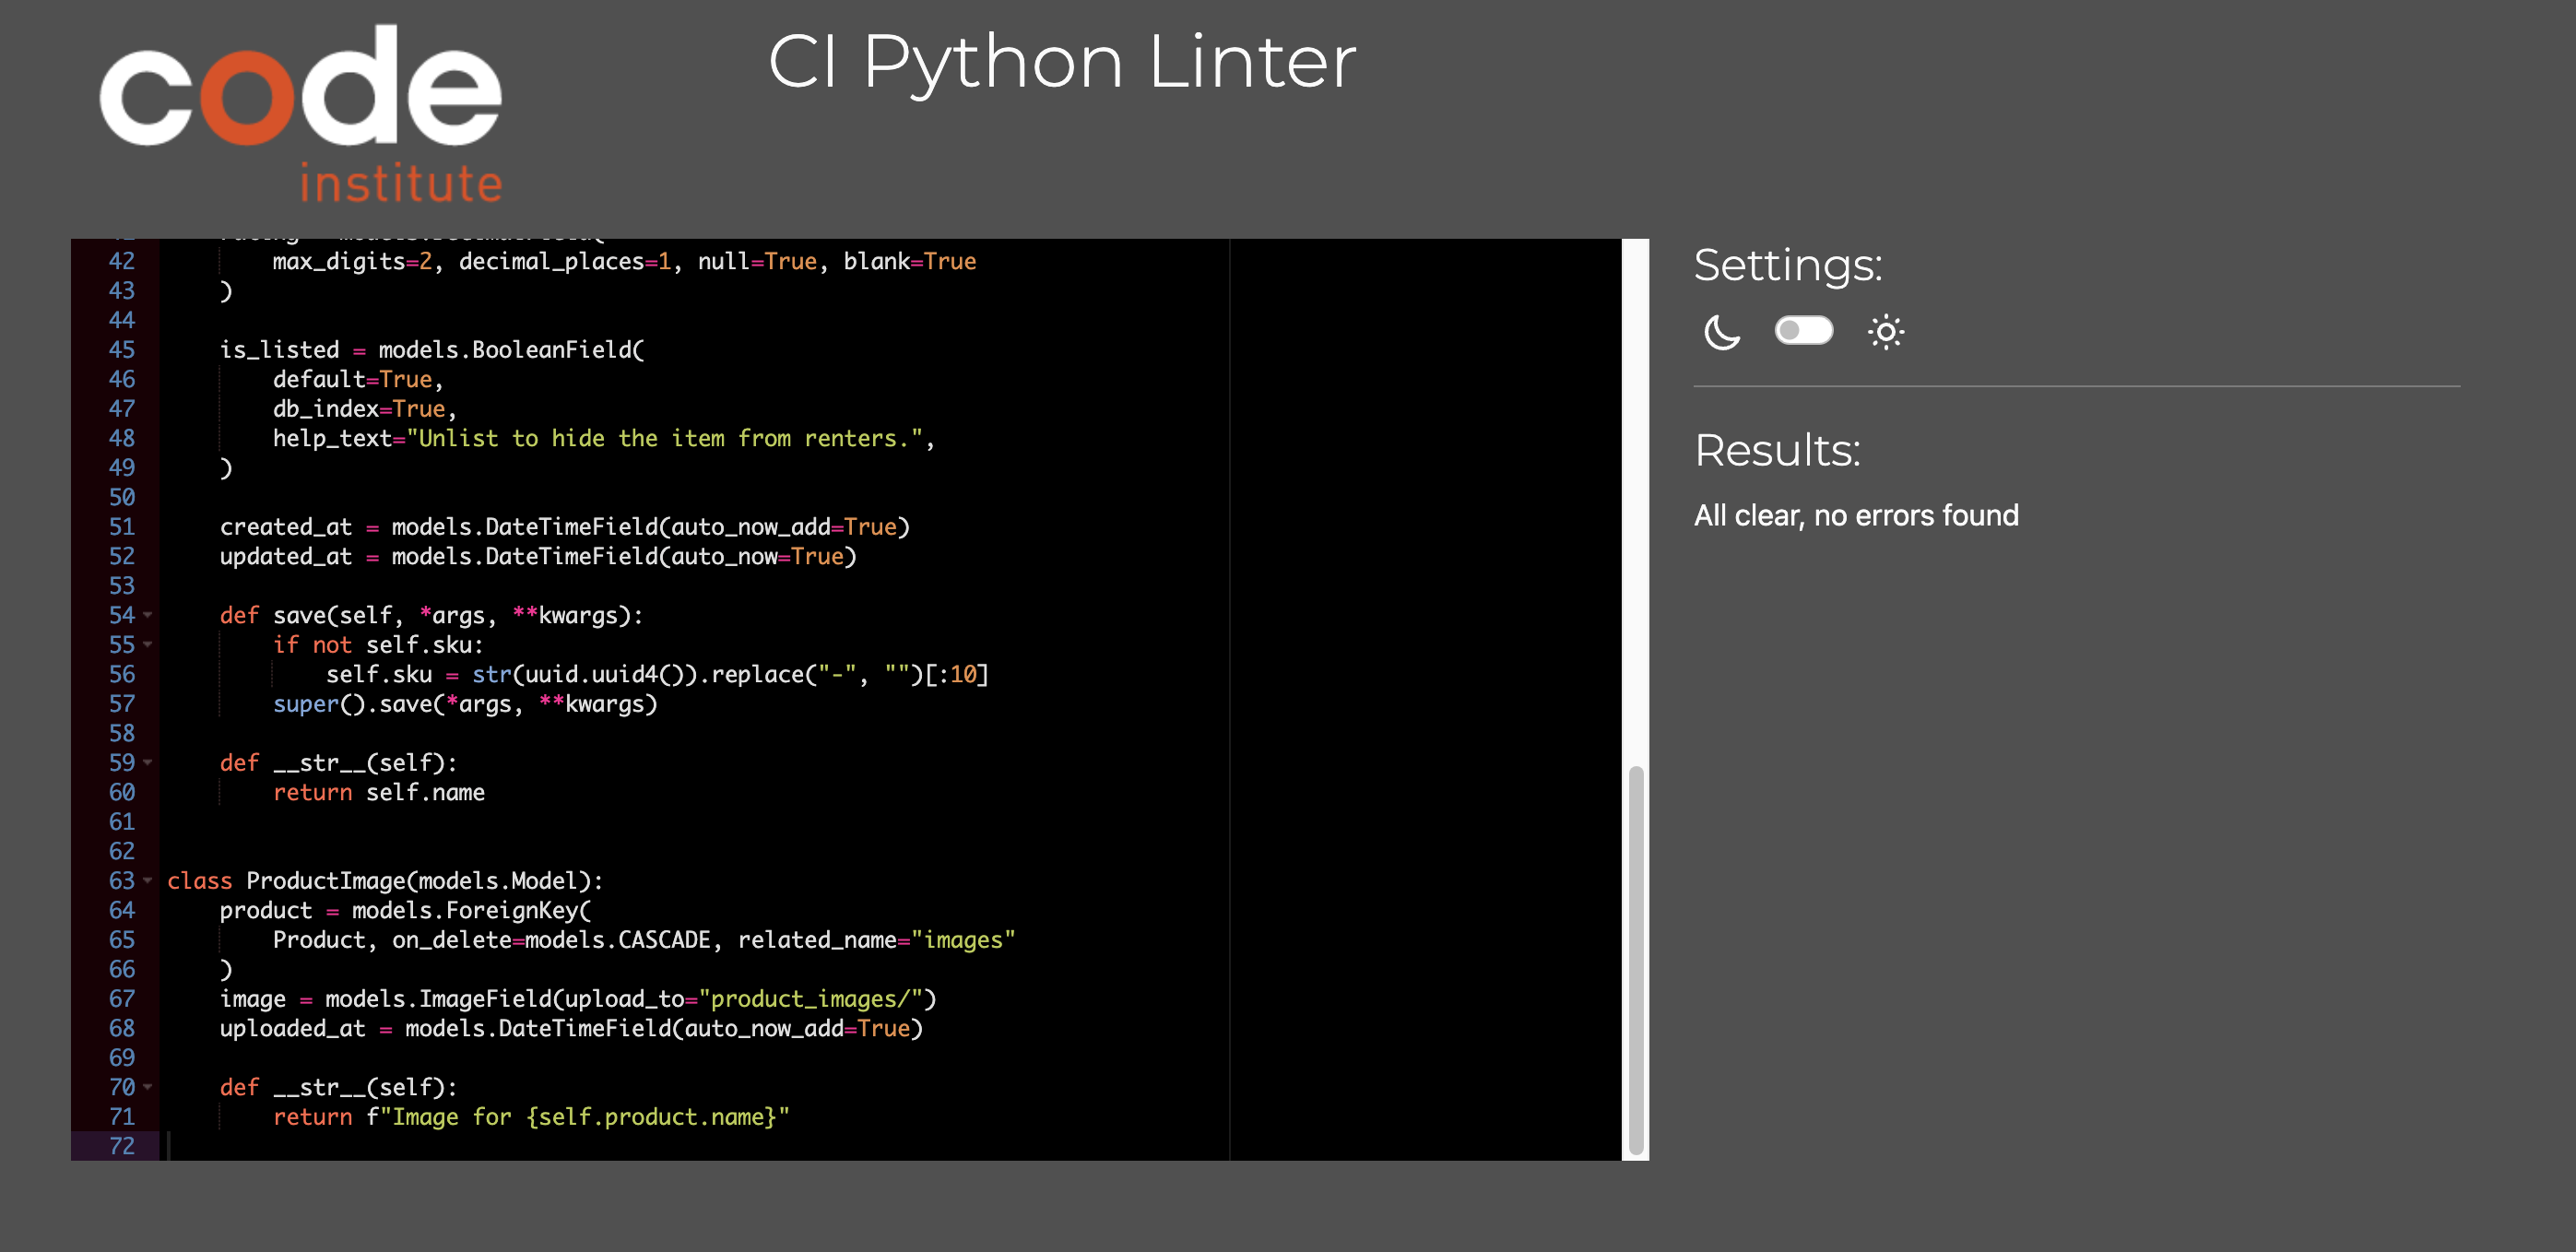 code
institute
CI Python Linter
42 max_digits=2, decimal_places=1, null=True, blank=True
43 )
44
45 is_listed = models.BooleanField(
46 default=True,
47 db_index=True,
48 help_text="Unlist to hide the item from renters.",
49 )
50
51 created_at = models.DateTimeField(auto_now_add=True)
52 updated_at = models.DateTimeField(auto_now=True)
53
54 def save(self, *args, **kwargs):
55 if not self.sku:
56 self.sku = str(uuid.uuid4()).replace("-", "")[:10]
57 super().save(*args, **kwargs)
58
59 def __str__(self):
60 return self.name
61
62
63 class ProductImage(models.Model):
64 product = models.ForeignKey(
65 Product, on_delete=models.CASCADE, related_name="images"
66 )
67 image = models.ImageField(upload_to="product_images/")
68 uploaded_at = models.DateTimeField(auto_now_add=True)
69
70 def __str__(self):
71 return f"Image for {self.product.name}"
72
Settings:
Results:
All clear, no errors found